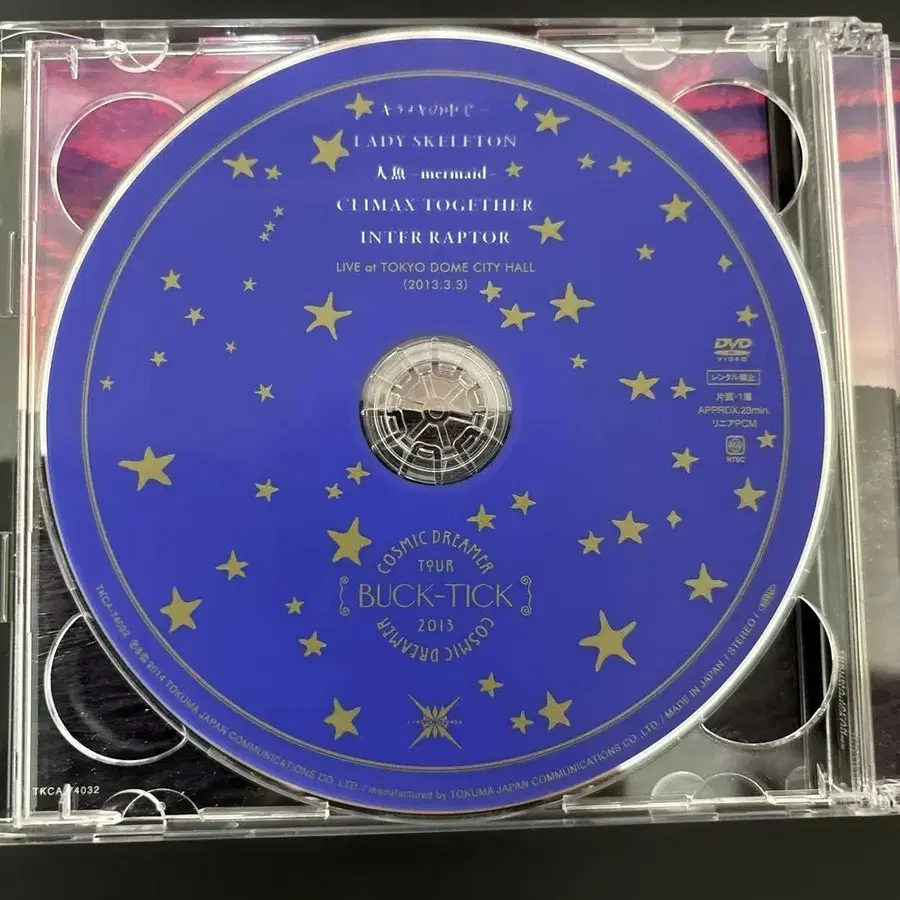 キラメキの中で…
LADY SKELETON
人魚 -mermaid-
CLIMAX TOGETHER
INTER RAPTOR
LIVE at TOKYO DOME CITY HALL
(2013.3.3)
DVD
VIDEO
レンタル禁止
片面・1層
APPROX.23min.
リニアPCM
NTSC
COSMIC DREAMER
TOUR
BUCK-TICK
2013
COSMIC DREAMER
TKCA-74032 ℗&© 2014 TOKUMA JAPAN COMMUNICATIONS CO., LTD. / manufactured by TOKUMA JAPAN COMMUNICATIONS CO., LTD. / MADE IN JAPAN / STEREO /
TKCA-74032